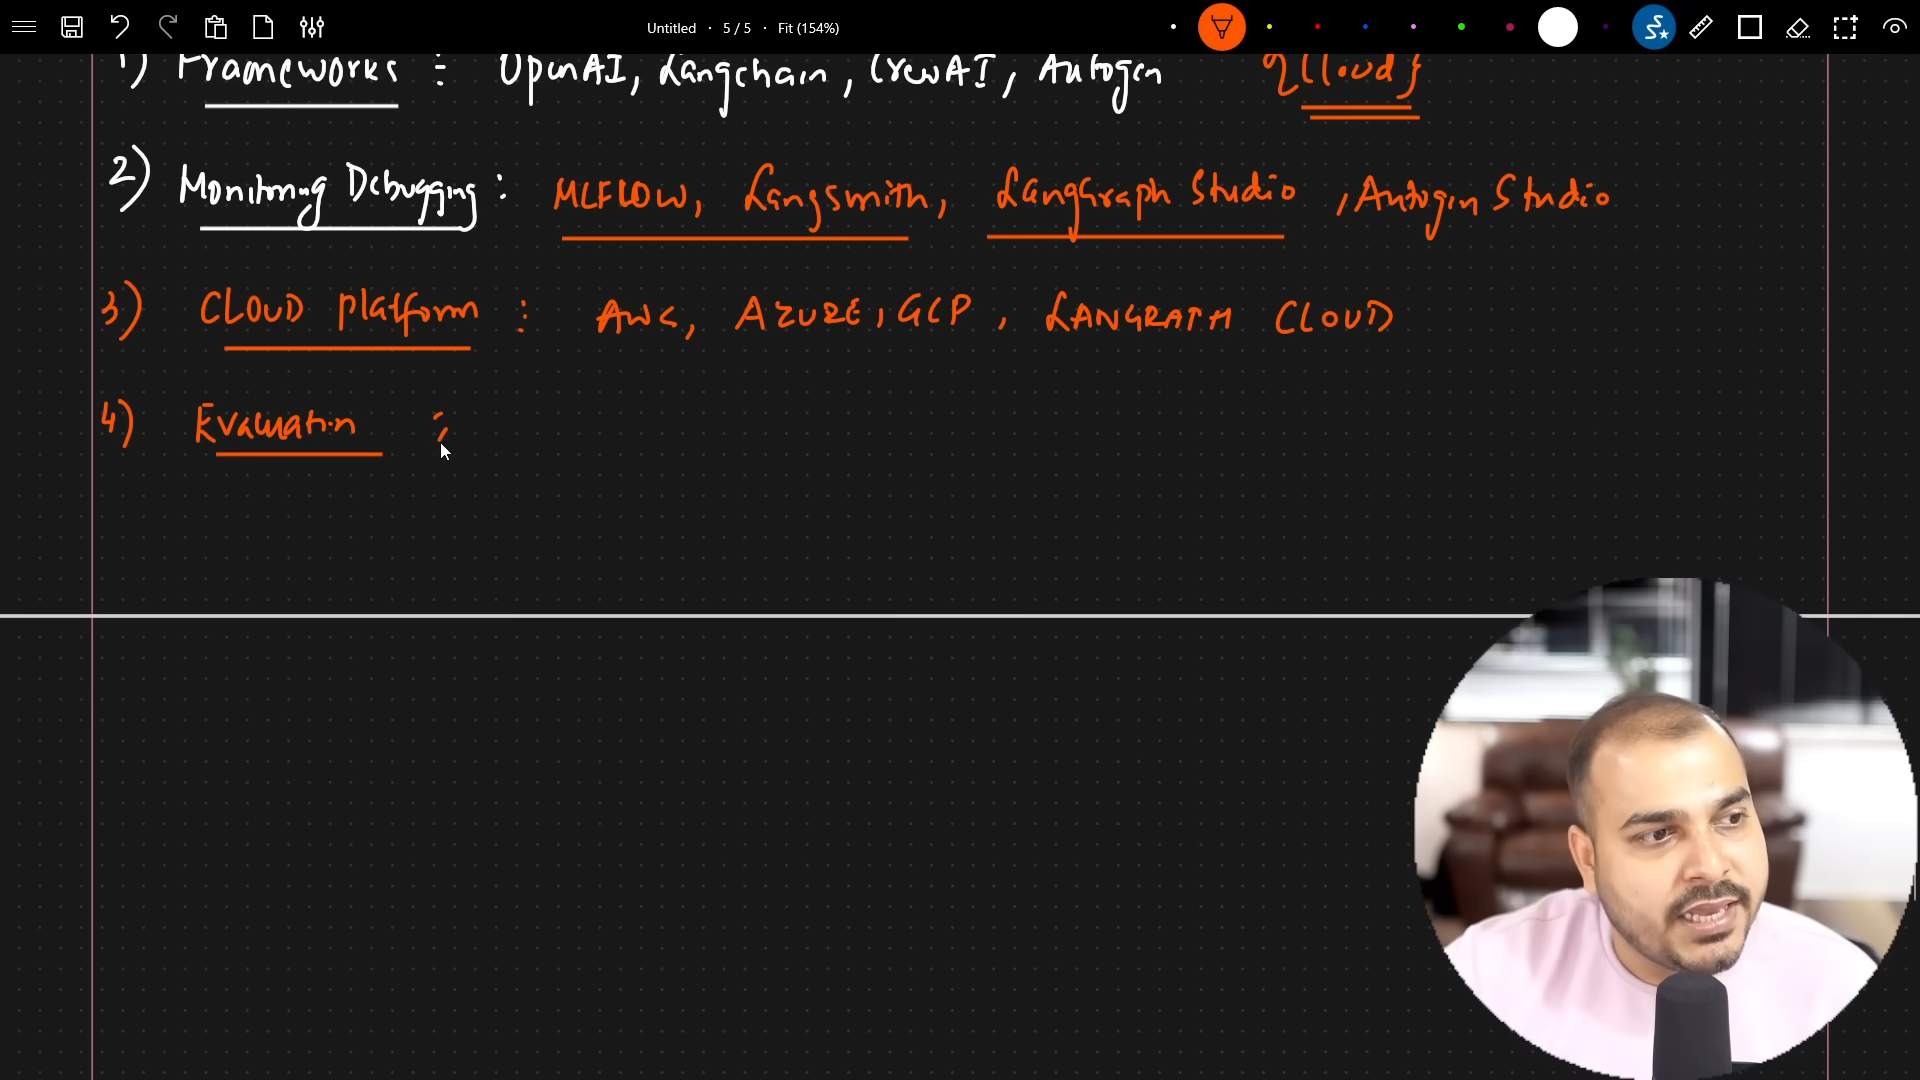 Untitled · 5 / 5 · Fit (154%)
1) Frameworks : OpenAI, Langchain, CrewAI, Autogen {Cloud}
2) Monitoring Debugging : MLFLOW, Langsmith, LangGraph Studio, Autogen Studio
3) CLOUD Platform : AWS, AZURE, GCP, LANGRAPH CLOUD
4) Evaluation :